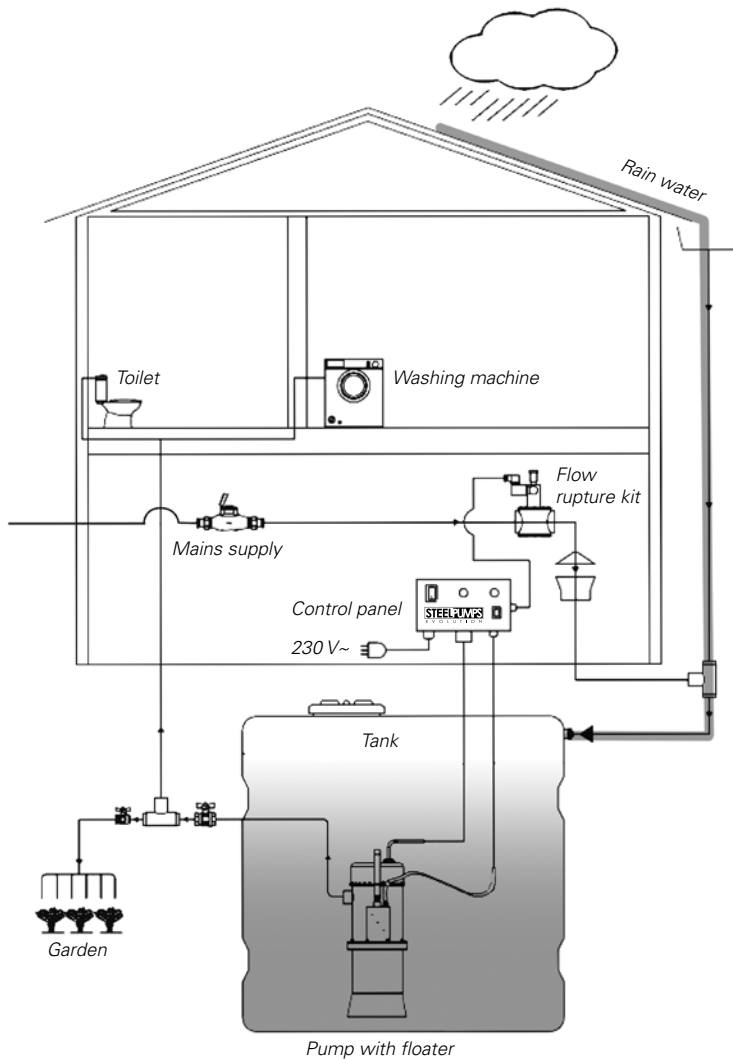 Rain water
Toilet
Washing machine
Flow
rupture kit
Mains supply
Control panel
STEELPUMPS
EVOLUTION
230 V~
Tank
Garden
Pump with floater